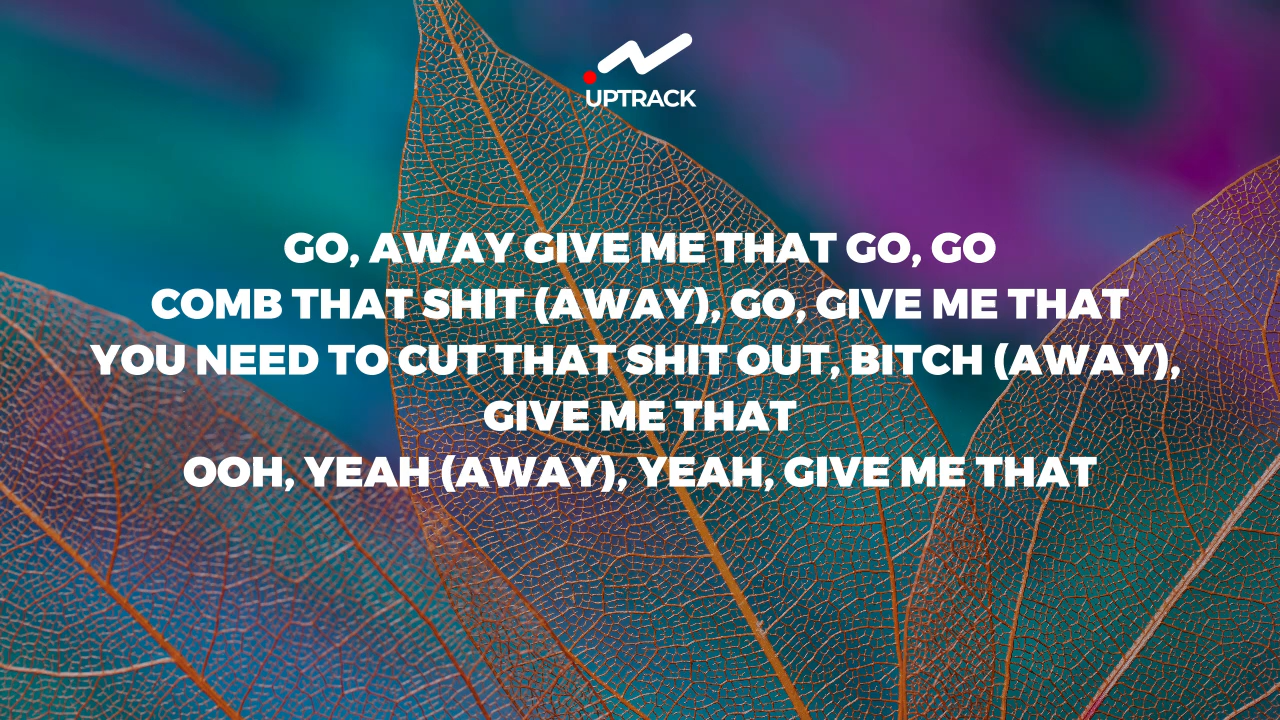 UPTRACK
GO, AWAY GIVE ME THAT GO, GO
COMB THAT SHIT (AWAY), GO, GIVE ME THAT
YOU NEED TO CUT THAT SHIT OUT, BITCH (AWAY),
GIVE ME THAT
OOH, YEAH (AWAY), YEAH, GIVE ME THAT